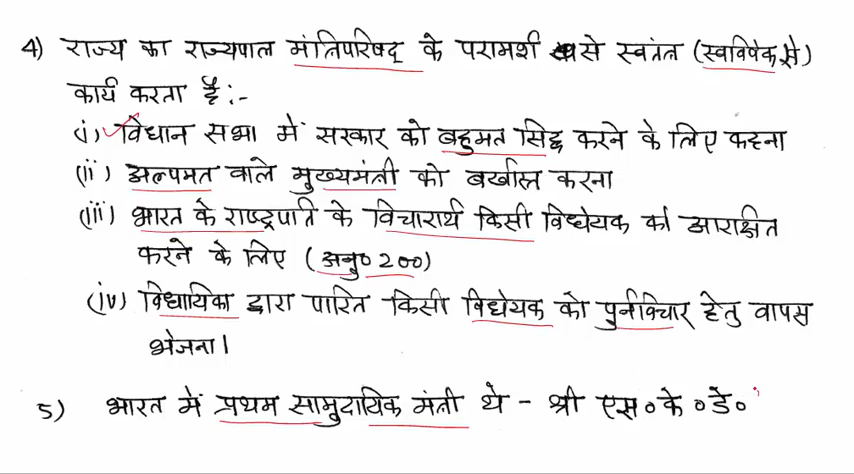 4) राज्य का राज्यपाल मंत्रिपरिषद् के परामर्श से स्वतंत्र (स्वविवेक से)
कार्य करता है:-
(i) विधान सभा में सरकार को बहुमत सिद्ध करने के लिए कहना
(ii) अल्पमत वाले मुख्यमंत्री को बर्खास्त करना
(iii) भारत के राष्ट्रपति के विचारार्थ किसी विधेयक को आरक्षित
करने के लिए (अनु० 200)
(iv) विधायिका द्वारा पारित किसी विधेयक को पुर्नविचार हेतु वापस
भेजना।
5) भारत में प्रथम सामुदायिक मंत्री थे - श्री एस०के०डे०